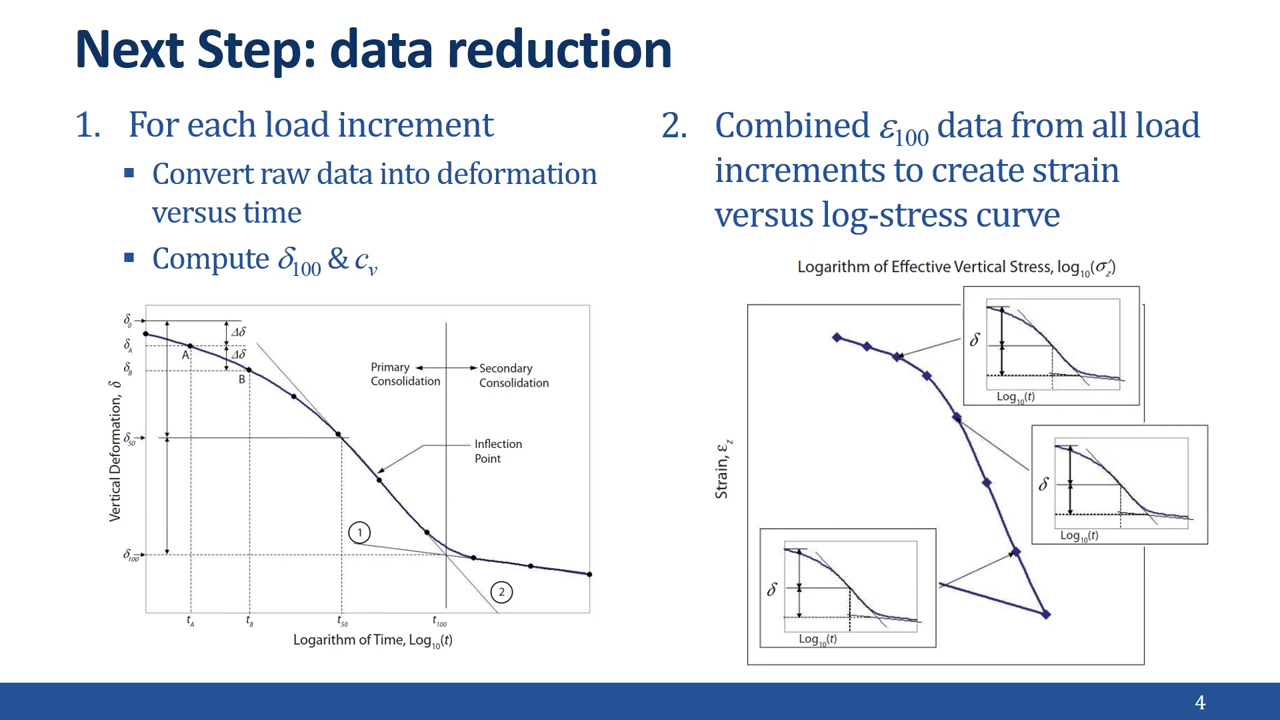 Next Step: data reduction
1. For each load increment
▪ Convert raw data into deformation
versus time
▪ Compute δ100 & cv
2. Combined ε100 data from all load
increments to create strain
versus log-stress curve
δ0
δA
δB
δ50
δ100
Vertical Deformation, δ
Δδ
Δδ
A
B
Primary
Consolidation
Secondary
Consolidation
Inflection
Point
1
2
tA
tB
t50
t100
Logarithm of Time, Log10(t)
Logarithm of Effective Vertical Stress, log10(σ′z)
Strain, εz
δ
Log10(t)
δ
Log10(t)
δ
Log10(t)
4